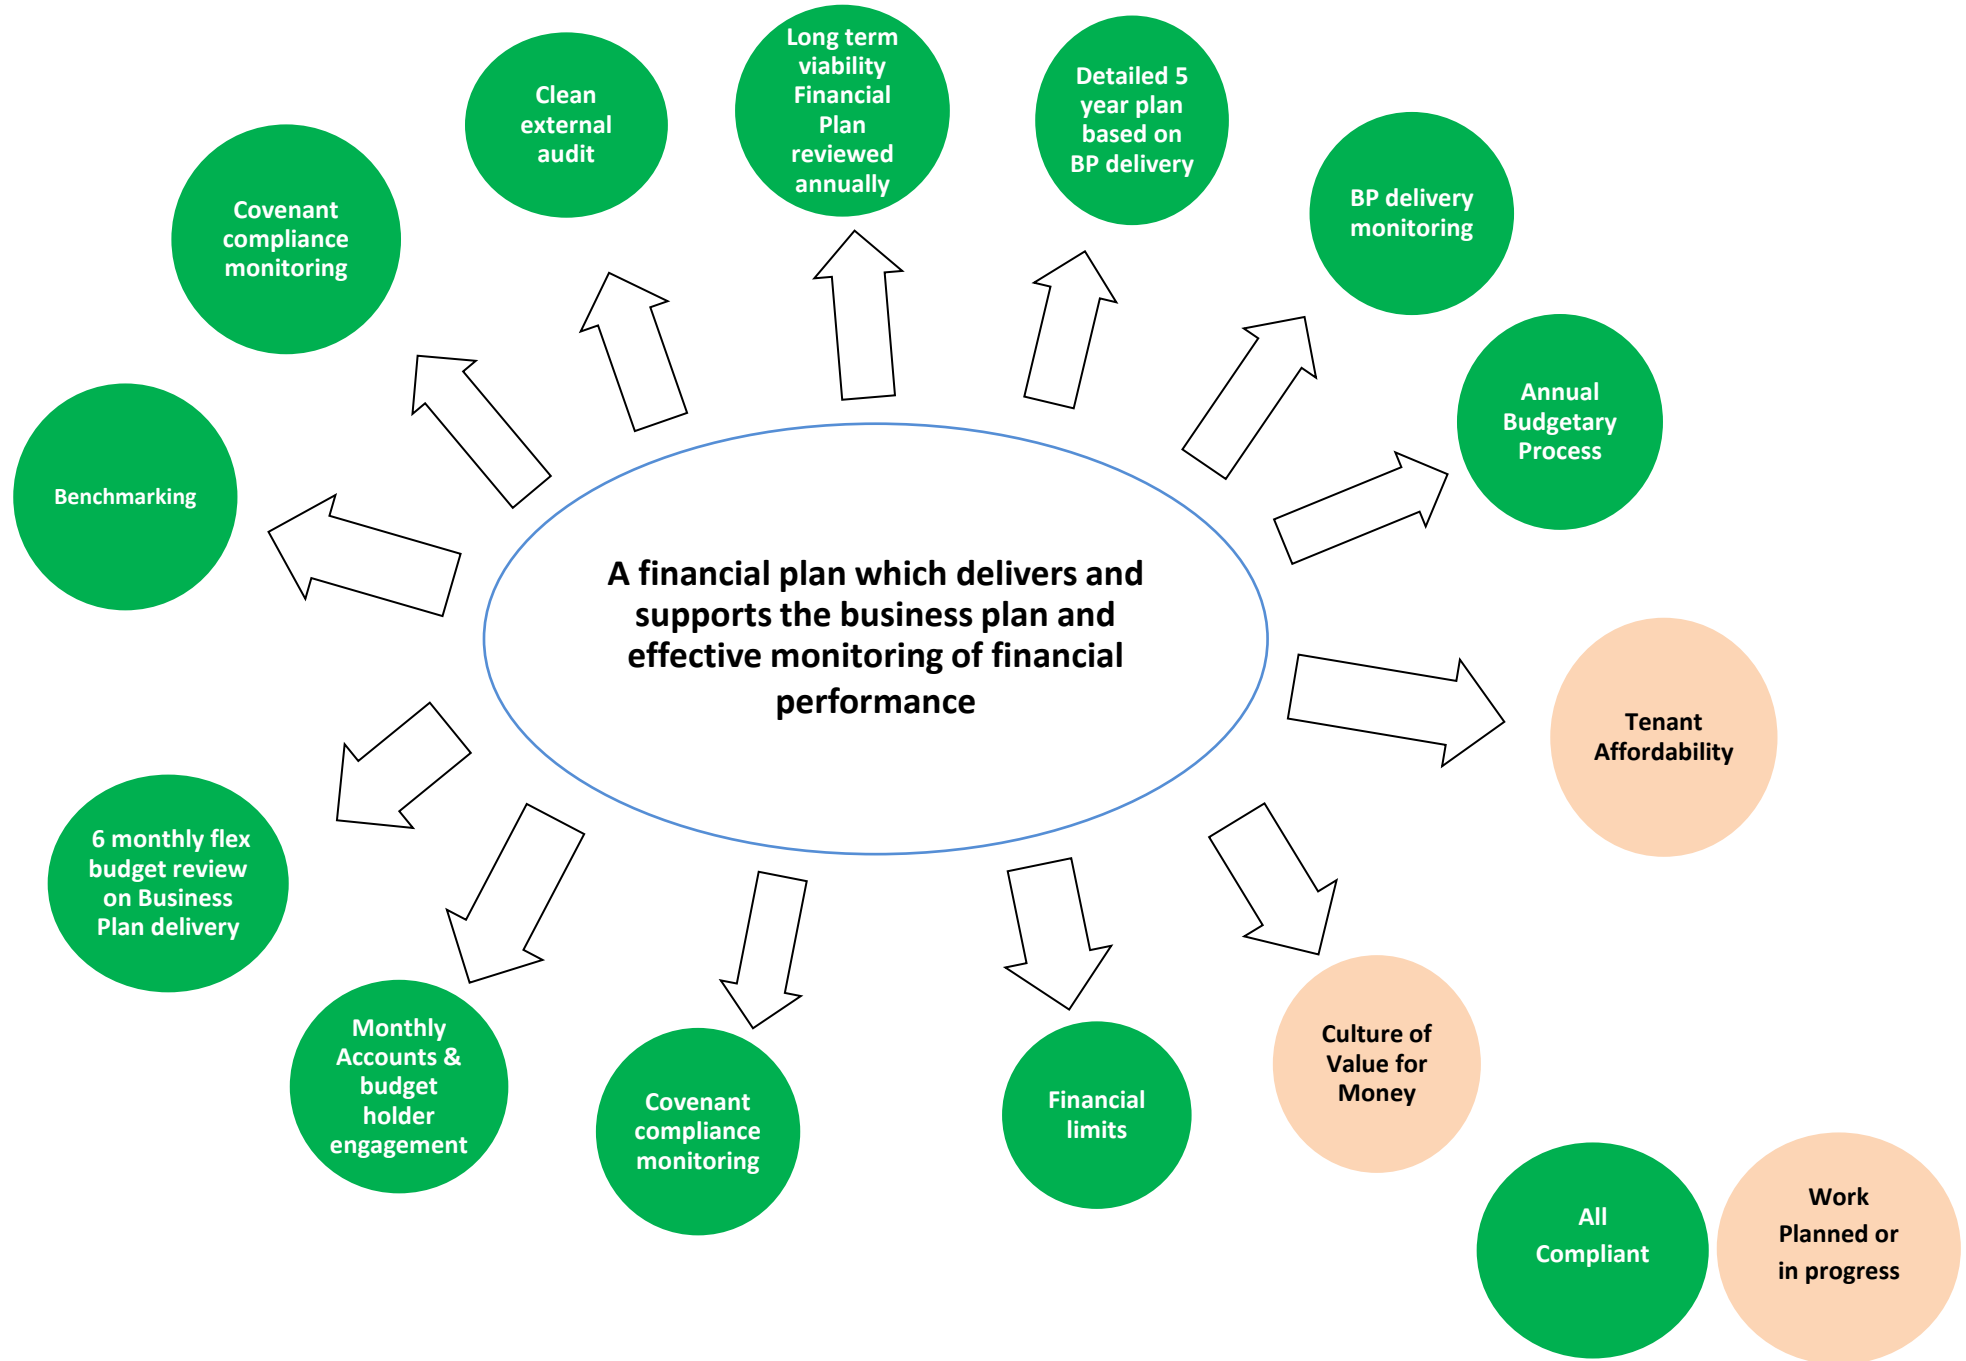 Long term
viability
Financial
Plan
reviewed
annually
Detailed 5
year plan
based on
BP delivery
Clean
external
audit
BP delivery
monitoring
Covenant
compliance
monitoring
Annual
Budgetary
Process
Benchmarking
A financial plan which delivers and
supports the business plan and
effective monitoring of financial
performance
Tenant
Affordability
6 monthly flex
budget review
on Business
Plan delivery
Monthly
Accounts &
budget
holder
engagement
Covenant
compliance
monitoring
Financial
limits
Culture of
Value for
Money
All
Compliant
Work
Planned or
in progress